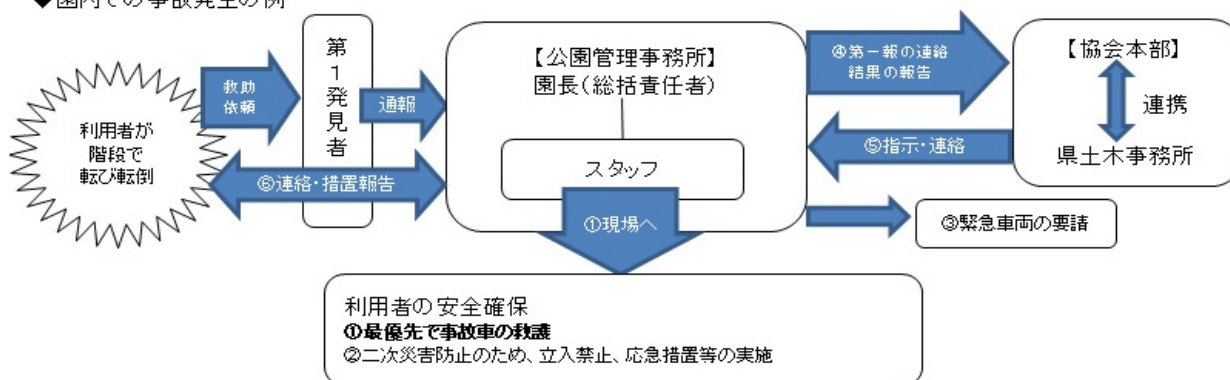 ◆園内での事故発生の例
利用者が
階段で
転び転倒
救助
依頼
第1発見者
通報
⑥連絡・措置報告
【公園管理事務所】
園長(総括責任者)
スタッフ
①現場へ
④第一報の連絡
結果の報告
⑤指示・連絡
【協会本部】
連携
県土木事務所
③緊急車両の要請
利用者の安全確保
①最優先で事故車の救護
②二次災害防止のため、立入禁止、応急措置等の実施